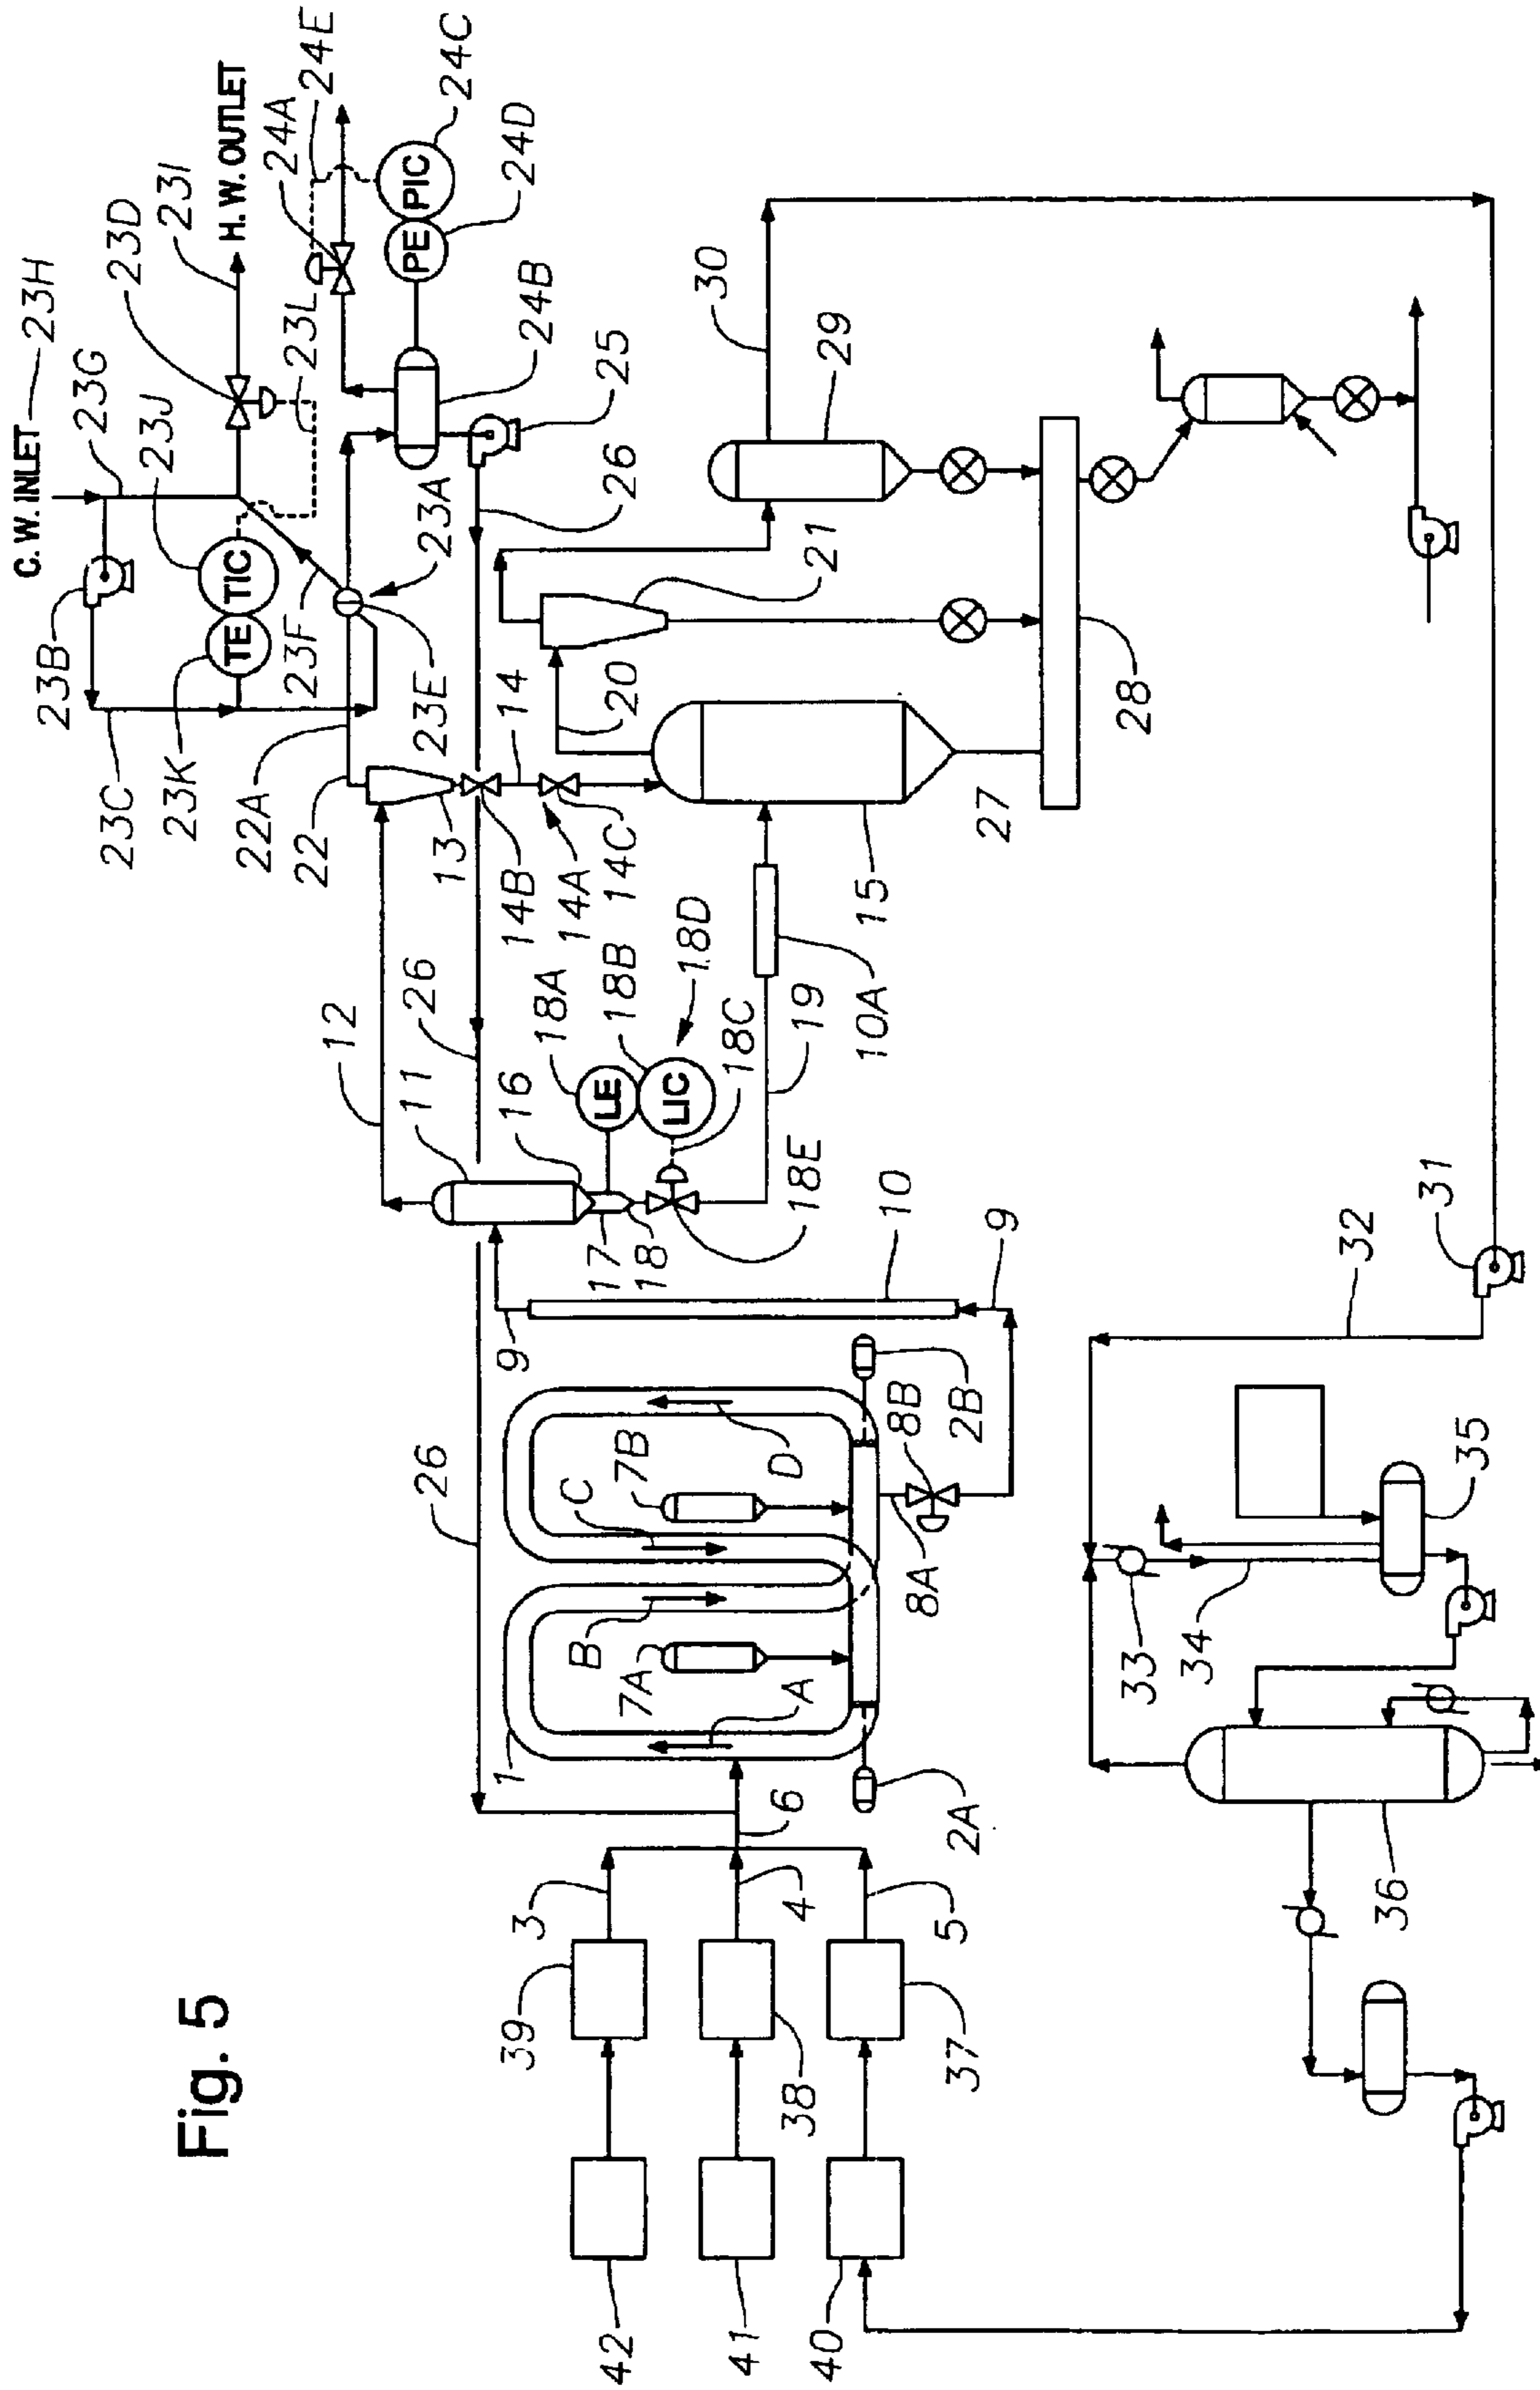 Fig. 5
C. W. INLET
23H
23B
23G
23D
23I
H. W. OUTLET
24A
24E
23C
23K
TE
TIC
23J
23L
23F
22A
22
23E
23A
PE
PIC
24C
24D
24B
25
26
13
14
14B
14A
14C
12
11
26
18A
LE
18B
LIC
18D
18C
16
17
18
18E
19
10A
15
20
21
30
29
27
28
26
9
10
9
1
A
B
C
D
7A
7B
8A
8B
2A
2B
6
3
4
5
39
38
37
42
41
40
31
32
33
34
35
36